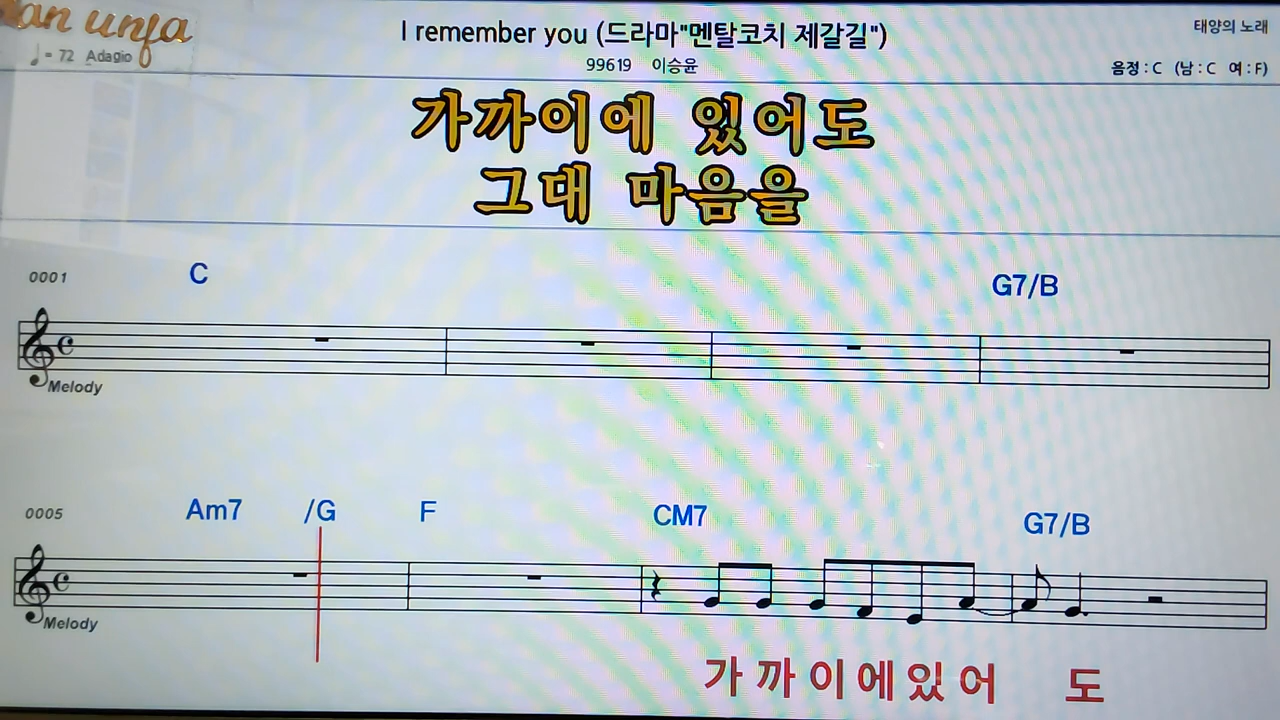 I remember you (드라마"멘탈코치 제갈길")
태양의 노래
♩= 72 Adagio
99619 이승윤
음정 : C (남 : C 여 : F)
가까이에 있어도
그대 마음을
0001 C G7/B
Melody
0005 Am7 /G F CM7 G7/B
Melody
가 까 이 에 있 어 도